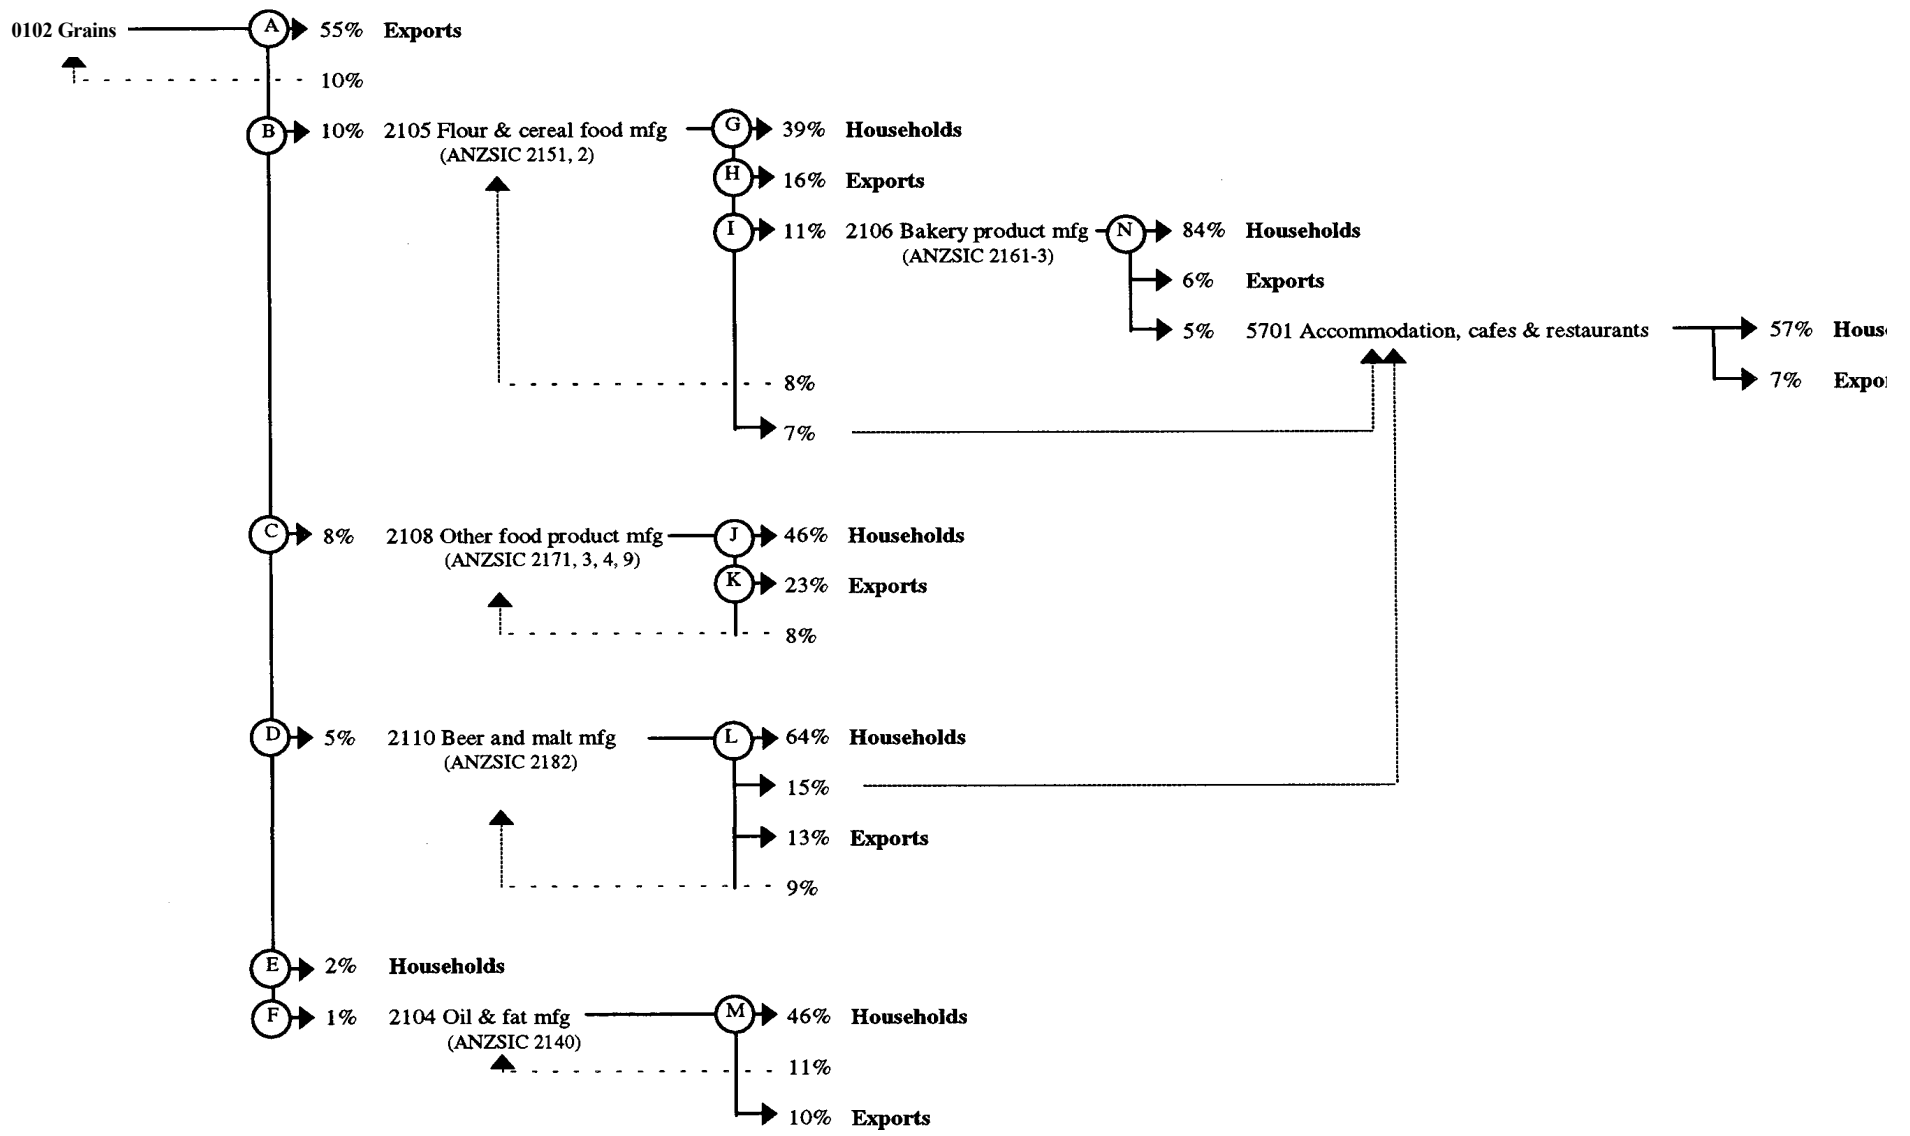 0102 Grains A 55% Exports
10%
B 10% 2105 Flour & cereal food mfg G 39% Households
(ANZSIC 2151, 2)
H 16% Exports
I 11% 2106 Bakery product mfg N 84% Households
(ANZSIC 2161-3)
6% Exports
5% 5701 Accommodation, cafes & restaurants 57%
8%
7%
7%
C 8% 2108 Other food product mfg J 46% Households
(ANZSIC 2171, 3, 4, 9)
K 23% Exports
8%
D 5% 2110 Beer and malt mfg L 64% Households
(ANZSIC 2182)
15%
13% Exports
9%
E 2% Households
F 1% 2104 Oil & fat mfg M 46% Households
(ANZSIC 2140)
11%
10% Exports